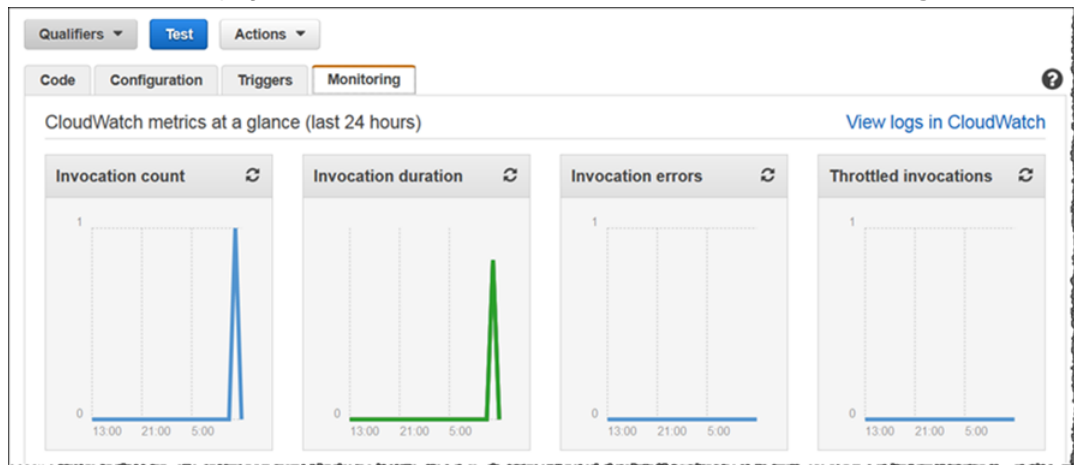 Qualifiers Test Actions
Code Configuration Triggers Monitoring ?
CloudWatch metrics at a glance (last 24 hours) View logs in CloudWatch
Invocation count Invocation duration Invocation errors Throttled invocations
1 1 1
0 0 0 0
13:00 21:00 5:00 13:00 21:00 5:00 13:00 21:00 5:00 13:00 21:00 5:00